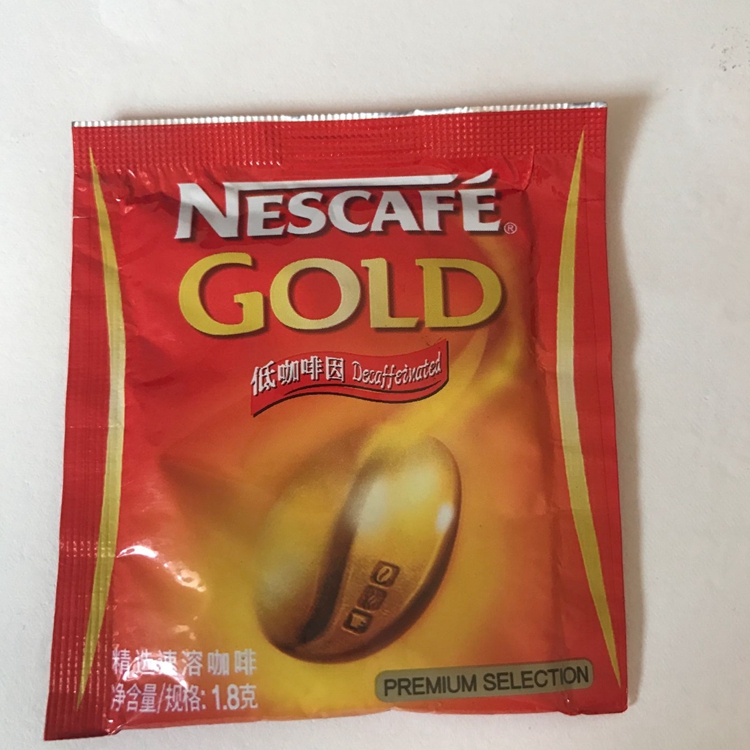 NESCAFÉ®
GOLD
低咖啡因 Decaffeinated
精选速溶咖啡
净含量/规格: 1.8克
PREMIUM SELECTION